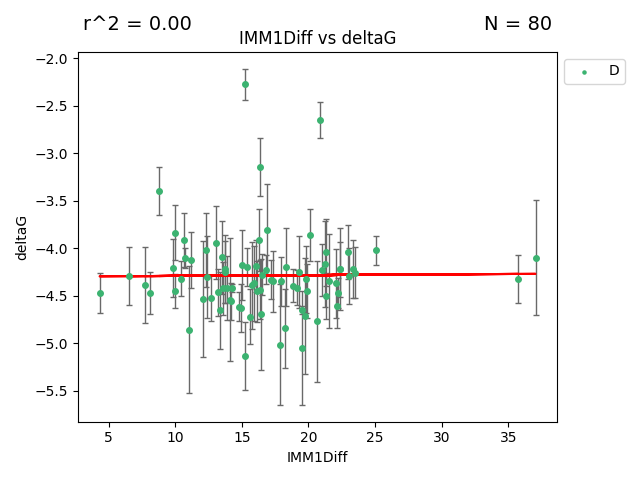 r^2 = 0.00
N = 80
IMM1Diff vs deltaG
D
−2.0
−2.5
−3.0
−3.5
−4.0
−4.5
−5.0
−5.5
deltaG
5 10 15 20 25 30 35
IMM1Diff